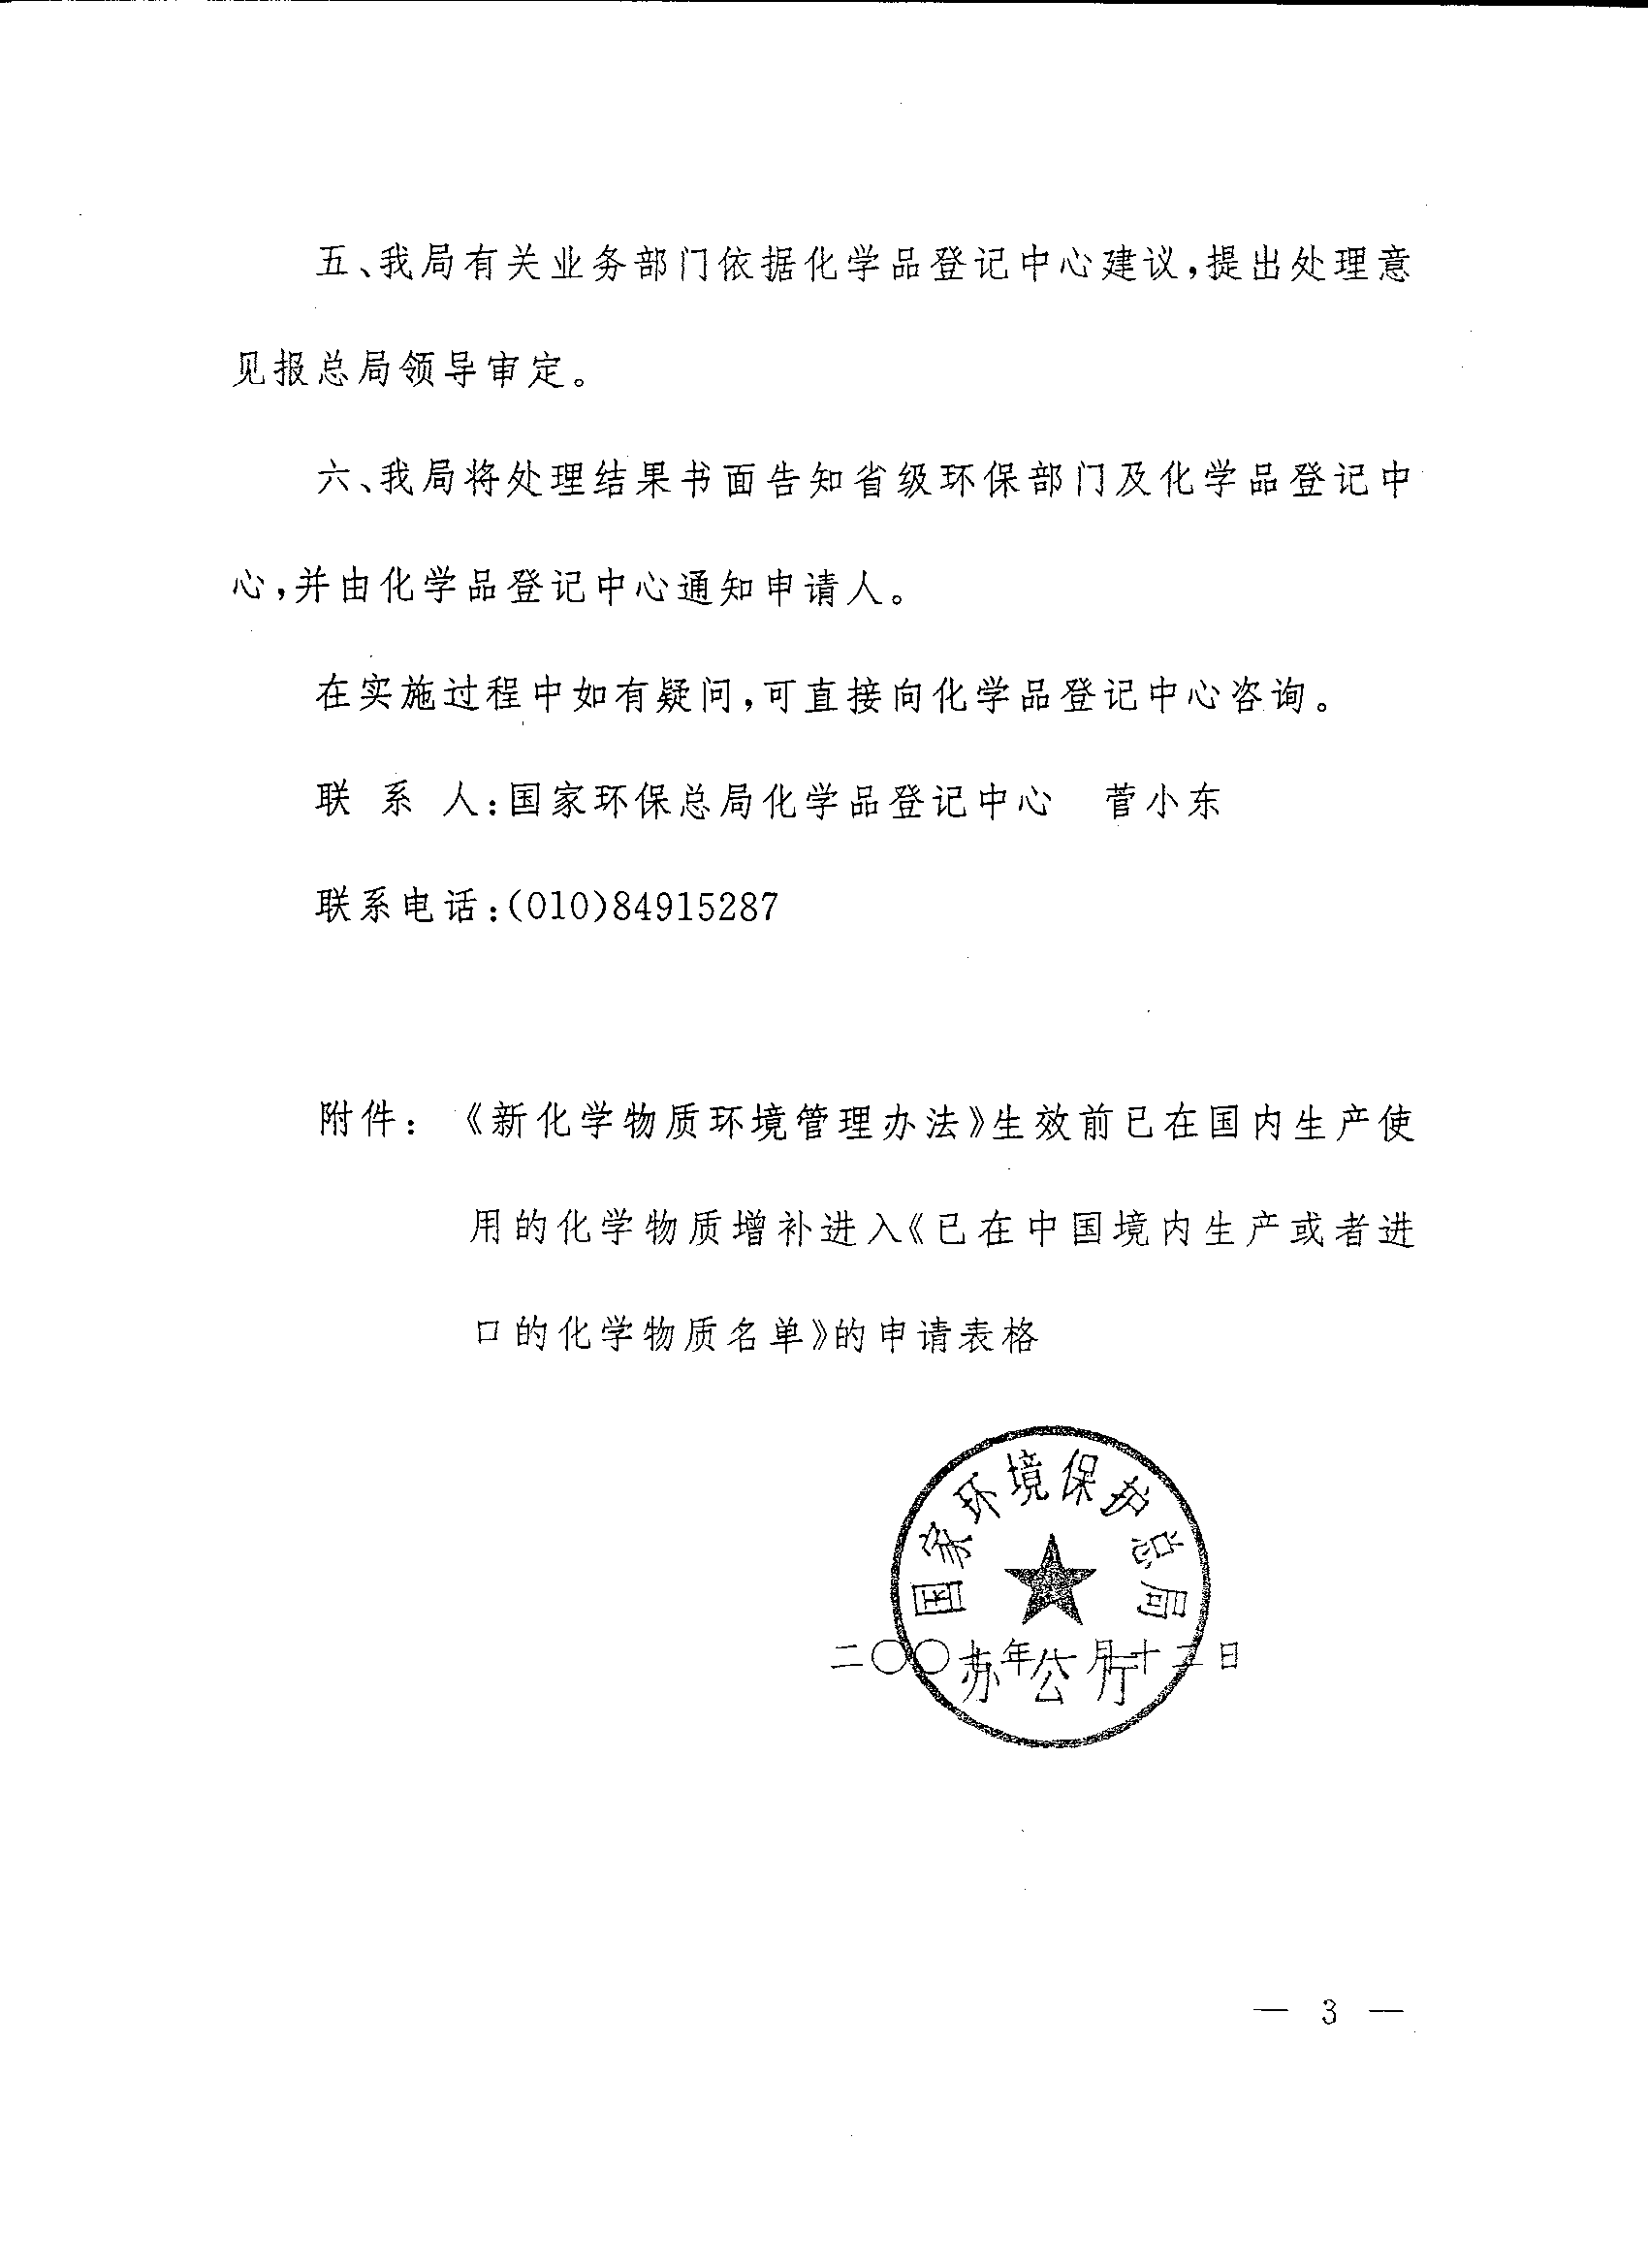 五、我局有关业务部门依据化学品登记中心建议,提出处理意
见报总局领导审定。
六、我局将处理结果书面告知省级环保部门及化学品登记中
心,并由化学品登记中心通知申请人。
在实施过程中如有疑问,可直接向化学品登记中心咨询。
联 系 人:国家环保总局化学品登记中心 菅小东
联系电话:(010)84915287
附件: 《新化学物质环境管理办法》生效前已在国内生产使
用的化学物质增补进入《已在中国境内生产或者进
口的化学物质名单》的申请表格
国家环境保护总局
二〇〇 年 月十 日
办公厅
— 3 —